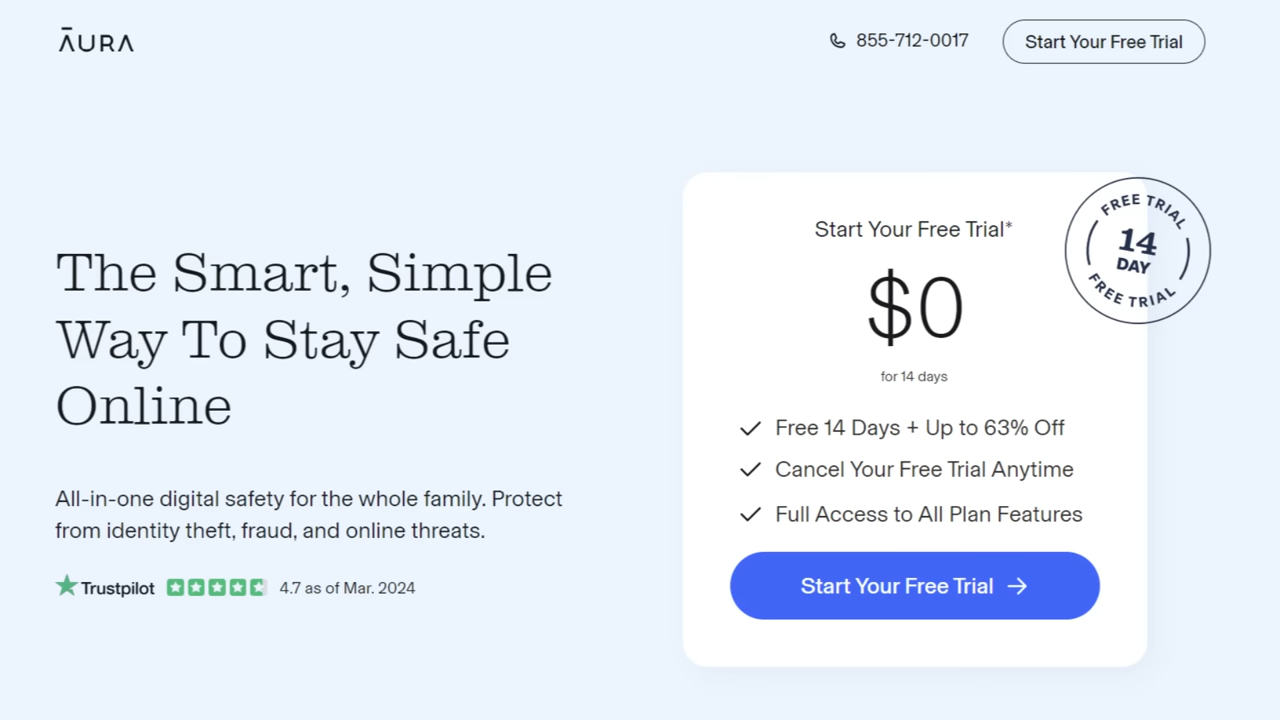 ĀURA
855-712-0017
Start Your Free Trial
The Smart, Simple
Way To Stay Safe
Online
All-in-one digital safety for the whole family. Protect
from identity theft, fraud, and online threats.
Trustpilot 4.7 as of Mar. 2024
FREE TRIAL
14
DAY
FREE TRIAL
Start Your Free Trial*
$0
for 14 days
Free 14 Days + Up to 63% Off
Cancel Your Free Trial Anytime
Full Access to All Plan Features
Start Your Free Trial →